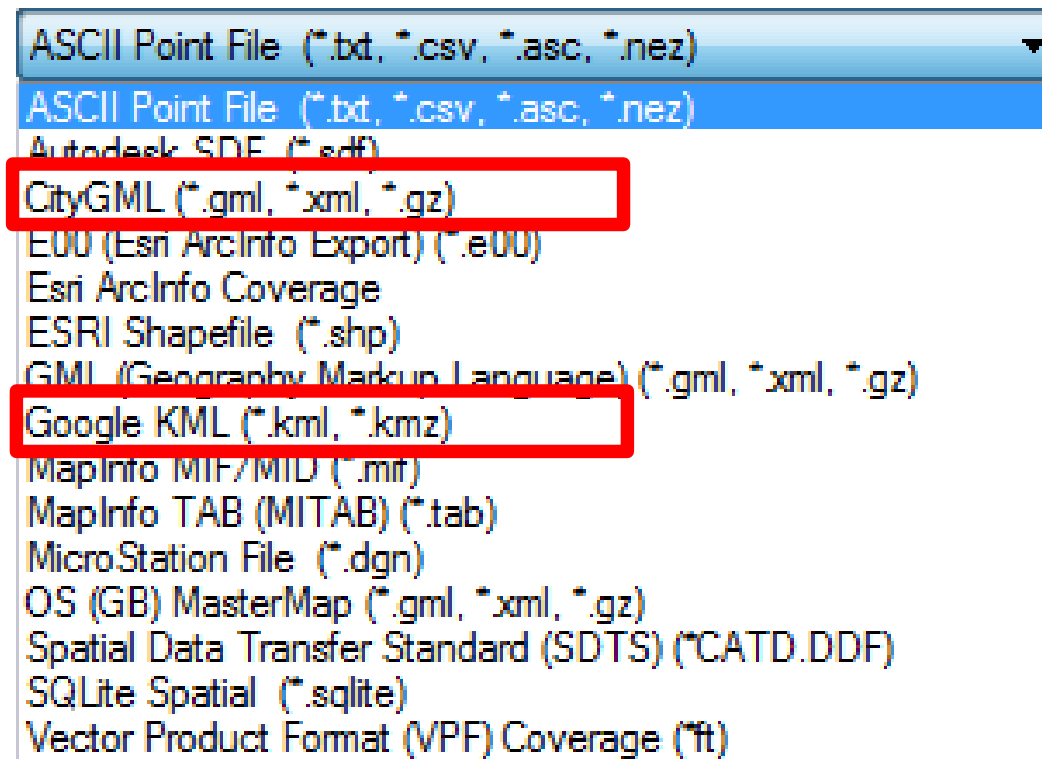 ASCII Point File (*.txt, *.csv, *.asc, *.nez)
ASCII Point File (*.txt, *.csv, *.asc, *.nez)
Autodesk SDF (*.sdf)
CityGML (*.gml, *.xml, *.gz)
E00 (Esri ArcInfo Export) (*.e00)
Esri ArcInfo Coverage
ESRI Shapefile (*.shp)
GML (Geography Markup Language) (*.gml, *.xml, *.gz)
Google KML (*.kml, *.kmz)
MapInfo MIF/MID (*.mif)
MapInfo TAB (MITAB) (*.tab)
MicroStation File (*.dgn)
OS (GB) MasterMap (*.gml, *.xml, *.gz)
Spatial Data Transfer Standard (SDTS) (*CATD.DDF)
SQLite Spatial (*.sqlite)
Vector Product Format (VPF) Coverage (*ft)